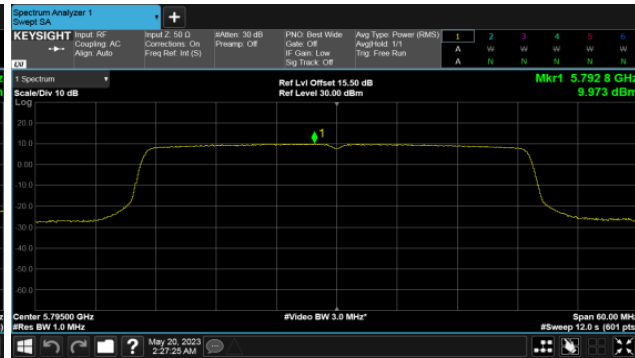 Spectrum Analyzer 1
Swept SA
+
KEYSIGHT Input: RF Input Z: 50 Ω #Atten: 30 dB PNO: Best Wide Avg Type: Power (RMS) 1 2 3 4 5 6
Coupling: AC Corrections: On Preamp: Off Gate: Off Avg|Hold: 1/1 A W W W W W
Align: Auto Freq Ref: Int (S) IF Gain: Low Trig: Free Run
Sig Track: Off A N N N N N
LXI
1 Spectrum Ref Lvl Offset 15.50 dB Mkr1 5.792 8 GHz
Scale/Div 10 dB Ref Level 30.00 dBm 9.973 dBm
Log
20.0
1
10.0
0.00
-10.0
-20.0
-30.0
-40.0
-50.0
-60.0
Center 5.79500 GHz #Video BW 3.0 MHz* Span 60.00 MHz
#Res BW 1.0 MHz #Sweep 12.0 s (601 pts)
? May 20, 2023
2:27:25 AM